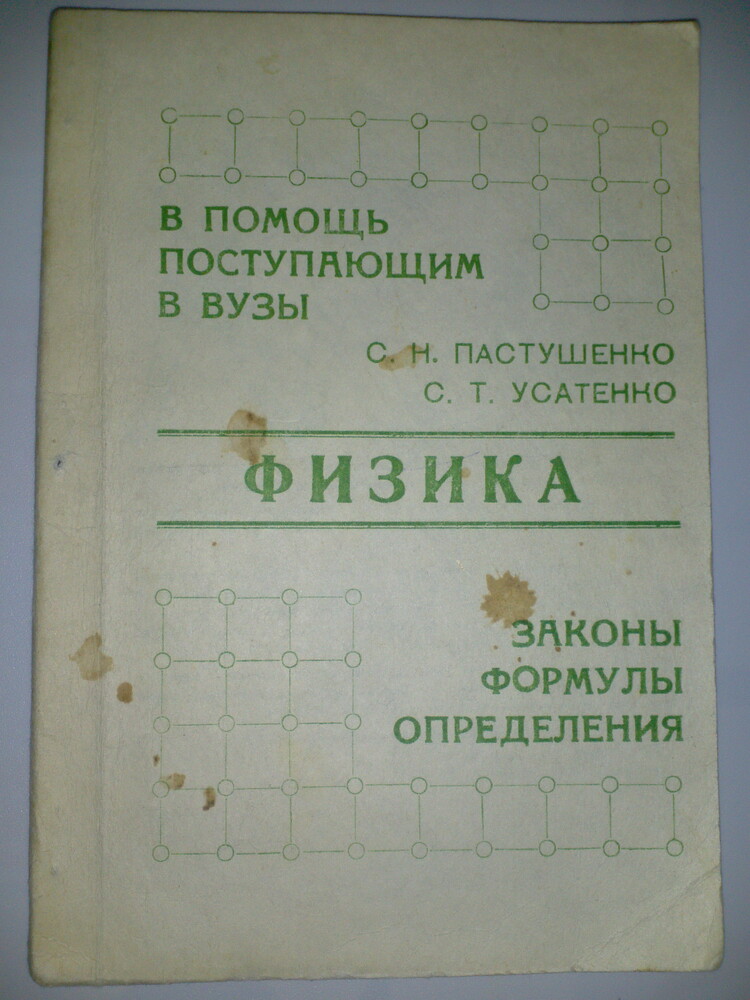 В ПОМОЩЬ
ПОСТУПАЮЩИМ
В ВУЗЫ
С. Н. ПАСТУШЕНКО
С. Т. УСАТЕНКО
ФИЗИКА
ЗАКОНЫ
ФОРМУЛЫ
ОПРЕДЕЛЕНИЯ